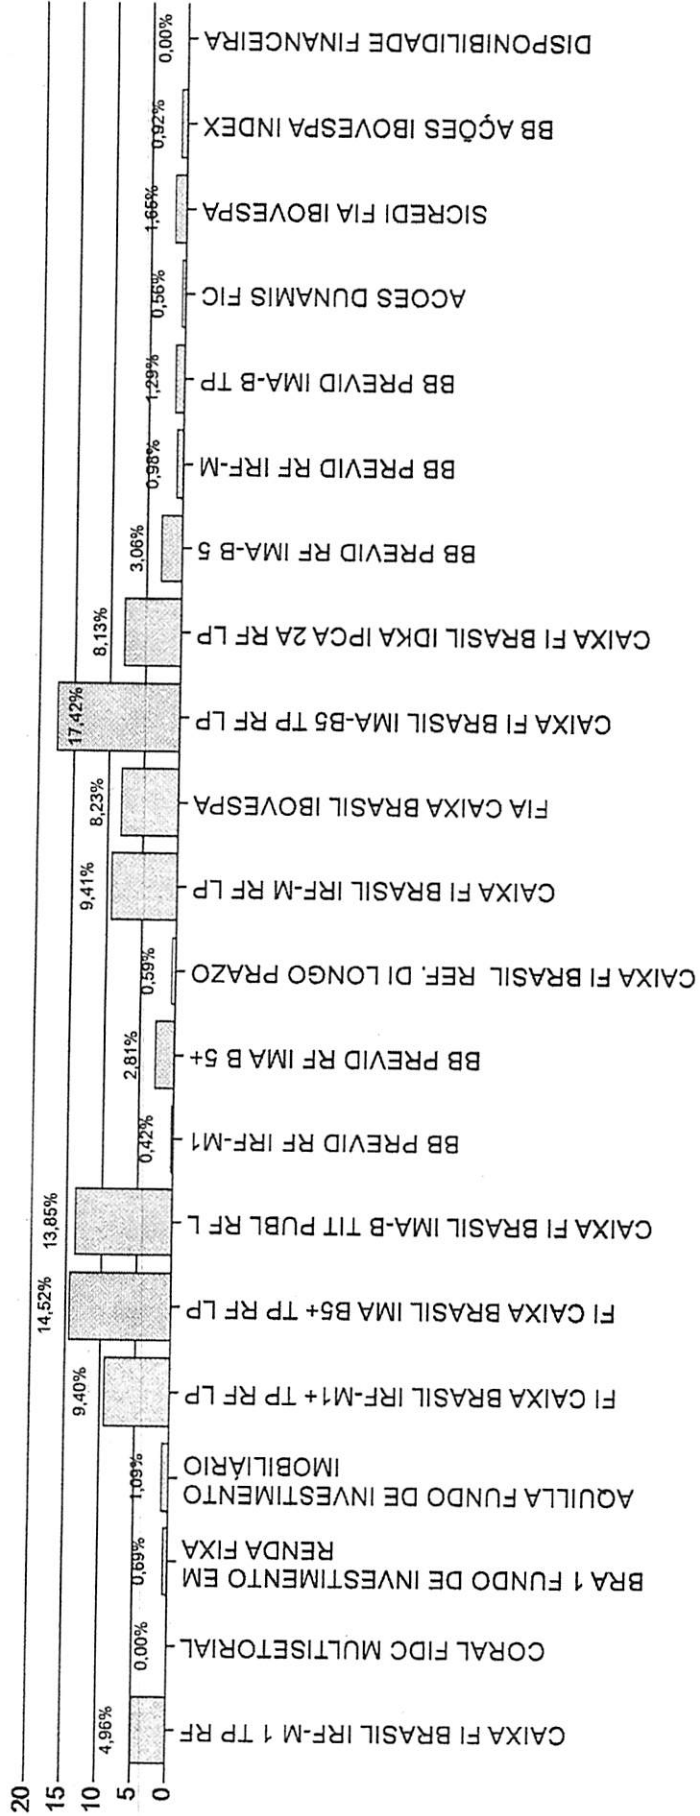 20
15
10
5
0
4,96%
CAIXA FI BRASIL IRF-M 1 TP RF
0,00%
CORAL FIDC MULTISETORIAL
0,69%
BRA 1 FUNDO DE INVESTIMENTO EM
RENDA FIXA
1,09%
AQUILLA FUNDO DE INVESTIMENTO
IMOBILIÁRIO
9,40%
FI CAIXA BRASIL IRF-M1+ TP RF LP
14,52%
FI CAIXA BRASIL IMA B5+ TP RF LP
13,85%
CAIXA FI BRASIL IMA-B TIT PUBL RF L
0,42%
BB PREVID RF IRF-M1
2,81%
BB PREVID RF IMA B 5+
0,59%
CAIXA FI BRASIL REF. DI LONGO PRAZO
9,41%
CAIXA FI BRASIL IRF-M RF LP
8,23%
FIA CAIXA BRASIL IBOVESPA
17,42%
CAIXA FI BRASIL IMA-B5 TP RF LP
8,13%
CAIXA FI BRASIL IDKA IPCA 2A RF LP
3,06%
BB PREVID RF IMA-B 5
0,98%
BB PREVID RF IRF-M
1,29%
BB PREVID IMA-B TP
0,56%
ACOES DUNAMIS FIC
1,65%
SICREDI FIA IBOVESPA
0,92%
BB AÇÕES IBOVESPA INDEX
0,00%
DISPONIBILIDADE FINANCEIRA